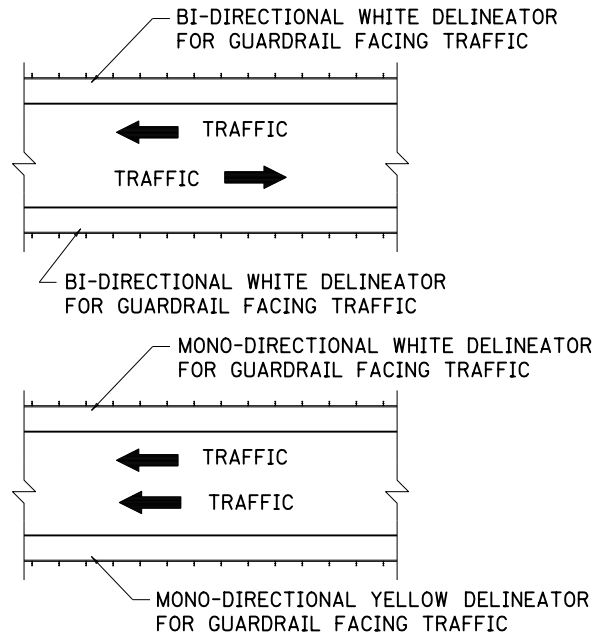 BI-DIRECTIONAL WHITE DELINEATOR
FOR GUARDRAIL FACING TRAFFIC
TRAFFIC
TRAFFIC
BI-DIRECTIONAL WHITE DELINEATOR
FOR GUARDRAIL FACING TRAFFIC
MONO-DIRECTIONAL WHITE DELINEATOR
FOR GUARDRAIL FACING TRAFFIC
TRAFFIC
TRAFFIC
MONO-DIRECTIONAL YELLOW DELINEATOR
FOR GUARDRAIL FACING TRAFFIC